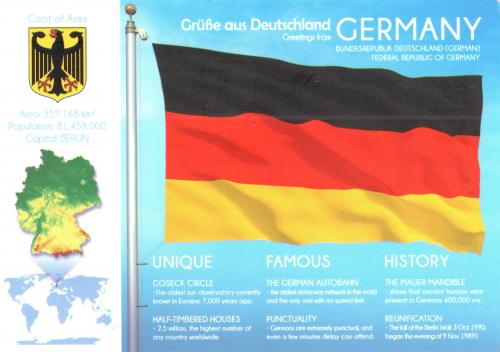 Coat of Arms
Area: 357,168 km²
Population: 81,459,000
Capital: BERLIN
Grüße aus Deutschland
Greetings from
GERMANY
BUNDESREPUBLIK DEUTSCHLAND (GERMAN)
FEDERAL REPUBLIC OF GERMANY
UNIQUE
GOSECK CIRCLE
- The oldest sun observatory currently
known in Europe: 7,000 years ago.
HALF-TIMBERED HOUSES
- 2.5 million, the highest number of
any country worldwide.
FAMOUS
THE GERMAN AUTOBAHN
- the oldest motorway network in the world
and the only one with no speed limit.
PUNCTUALITY
- Germans are extremely punctual, and
even a few minutes delay can offend.
HISTORY
THE MAUER MANDIBLE
- shows that ancient humans were
present in Germany 600,000 y.a.
REUNIFICATION
- The fall of the Berlin Wall: 3 Oct 1990,
began the evening of 9 Nov 1989).